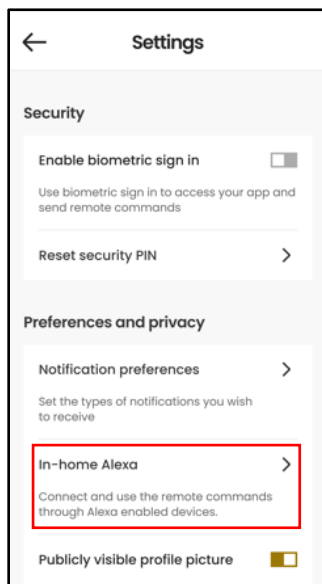 Settings
Security
Enable biometric sign in
Use biometric sign in to access your app and
send remote commands
Reset security PIN
Preferences and privacy
Notification preferences
Set the types of notifications you wish
to receive
In-home Alexa
Connect and use the remote commands
through Alexa enabled devices.
Publicly visible profile picture